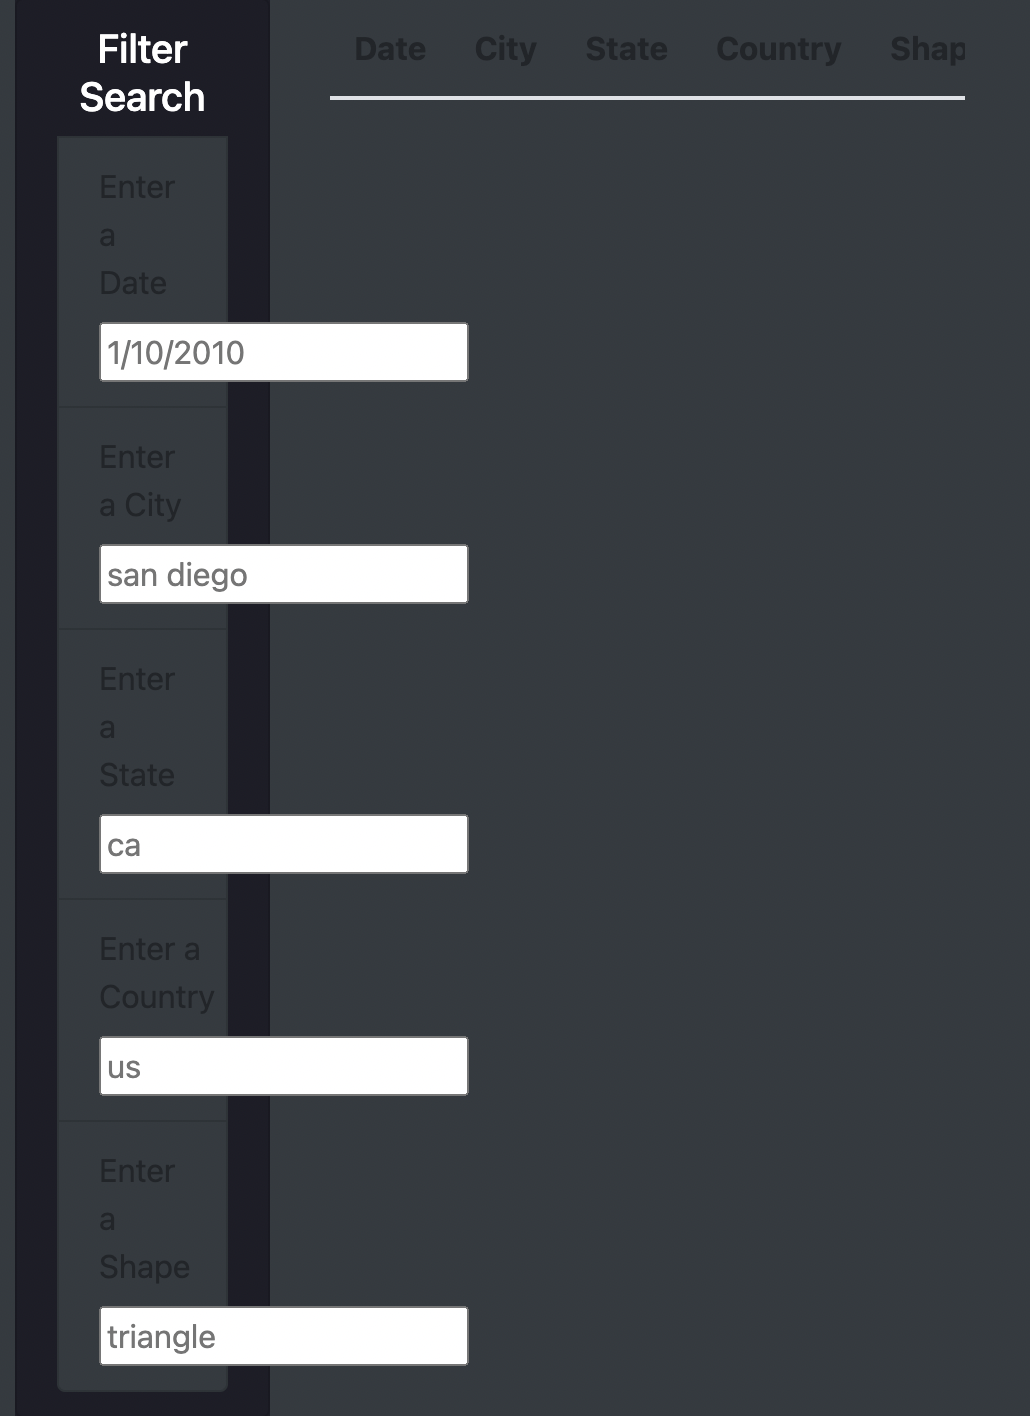 Filter
Search
Date City State Country Shap
Enter
a
Date
1/10/2010
Enter
a City
san diego
Enter
a
State
ca
Enter a
Country
us
Enter
a
Shape
triangle